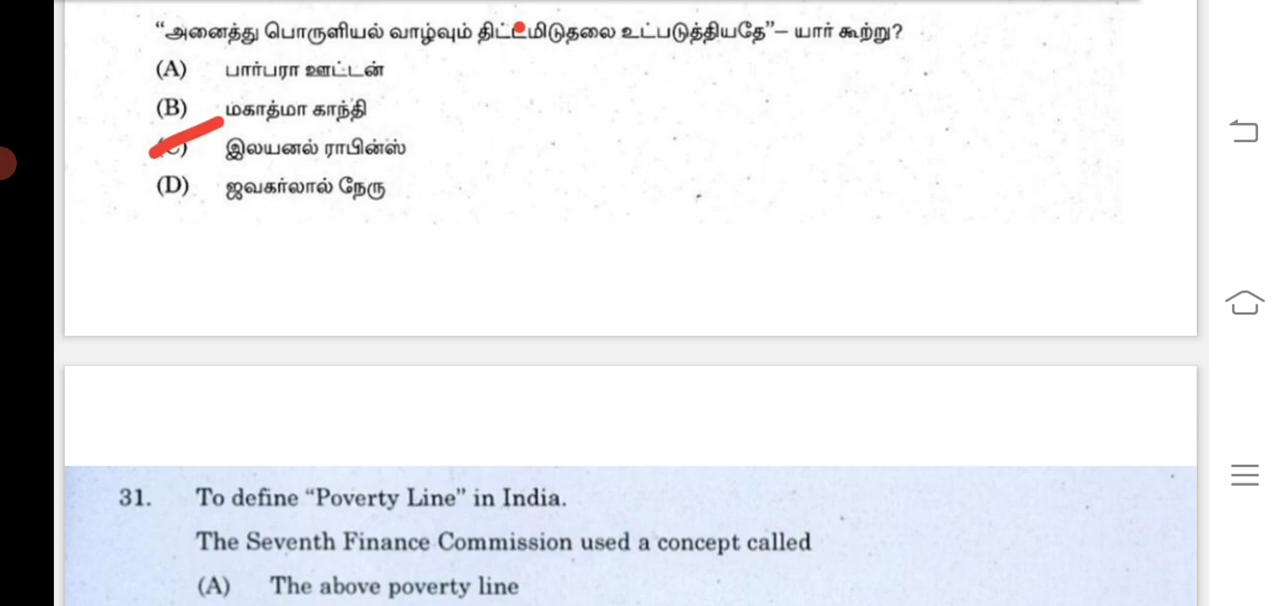 “அனைத்து பொருளியல் வாழ்வும் திட்டமிடுதலை உட்படுத்தியதே”– யார் கூற்று?
(A) பார்பரா ஊட்டன்
(B) மகாத்மா காந்தி
(C) இலயனல் ராபின்ஸ்
(D) ஜவகர்லால் நேரு
31. To define “Poverty Line” in India.
The Seventh Finance Commission used a concept called
(A) The above poverty line